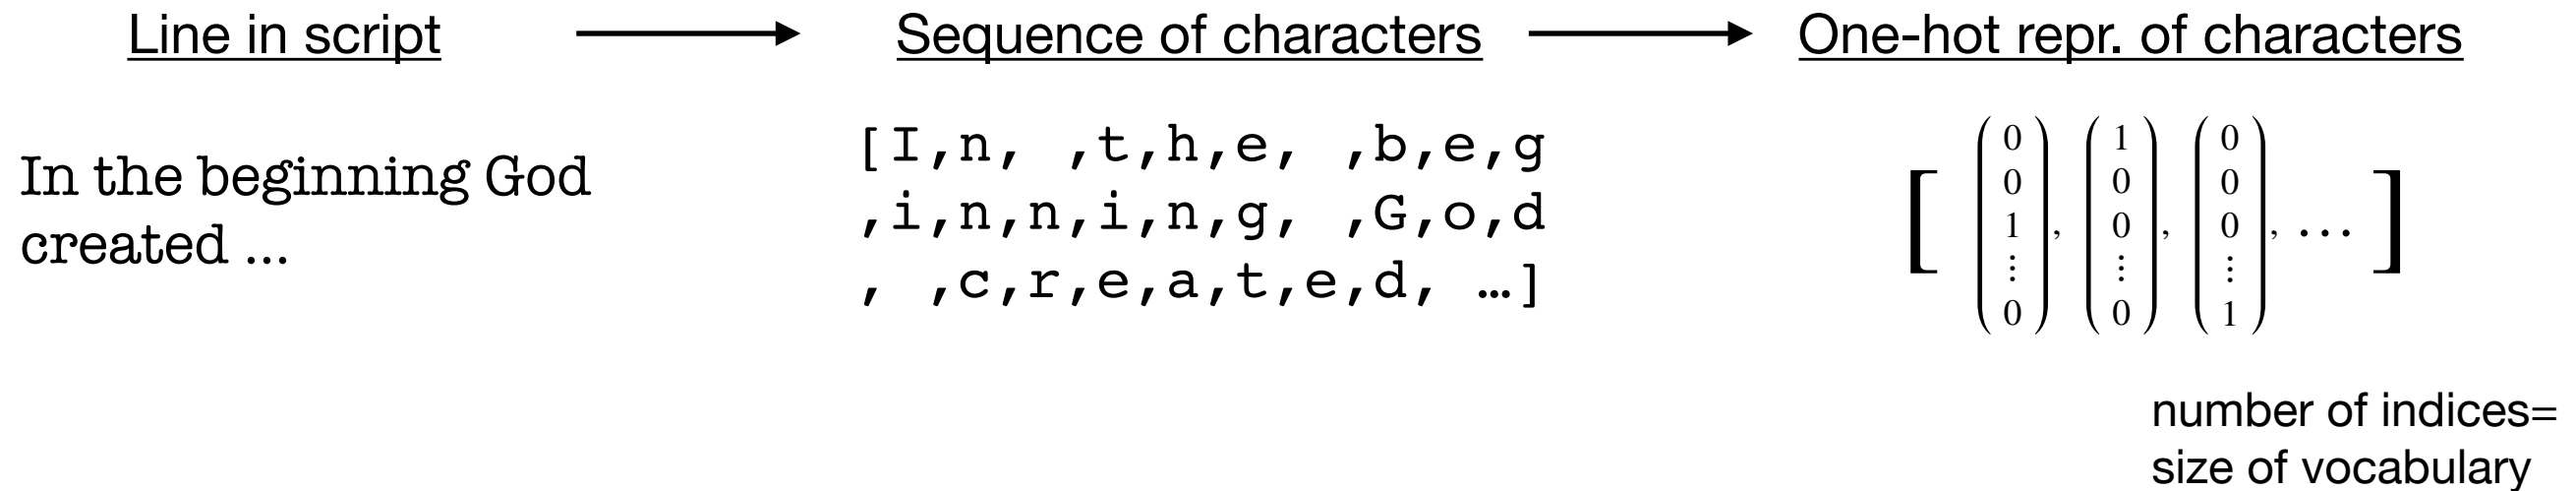 Line in script
Sequence of characters
One-hot repr. of characters
In the beginning God
created ...
[I,n, ,t,h,e, ,b,e,g
,i,n,n,i,n,g, ,G,o,d
, ,c,r,e,a,t,e,d, …]
[ ( 0 ), ( 1 ), ( 0 ), … ]
0 0 0
1 0 0
⋮ ⋮ ⋮
0 0 1
number of indices=
size of vocabulary